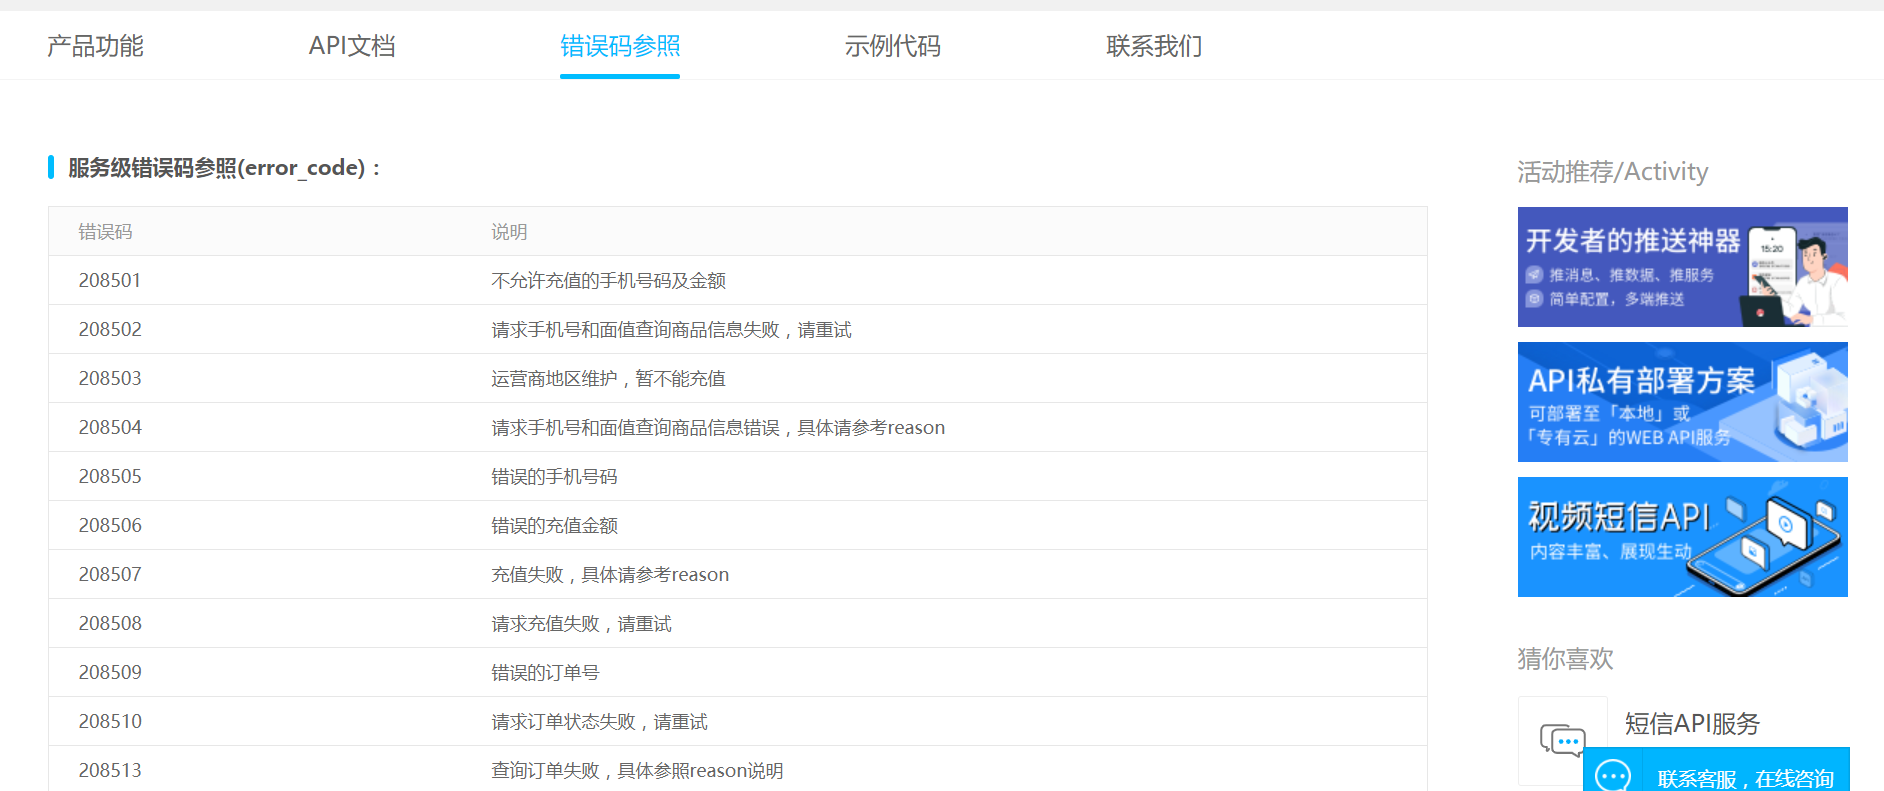 产品功能 API文档 错误码参照 示例代码 联系我们
服务级错误码参照(error_code)：
错误码 说明
208501 不允许充值的手机号码及金额
208502 请求手机号和面值查询商品信息失败，请重试
208503 运营商地区维护，暂不能充值
208504 请求手机号和面值查询商品信息错误，具体请参考reason
208505 错误的手机号码
208506 错误的充值金额
208507 充值失败，具体请参考reason
208508 请求充值失败，请重试
208509 错误的订单号
208510 请求订单状态失败，请重试
208513 查询订单失败，具体参照reason说明
活动推荐/Activity
开发者的推送神器
推消息、推数据、推服务
简单配置，多端推送
15:20
API私有部署方案
可部署至「本地」或
「专有云」的WEB API服务
视频短信API
内容丰富、展现生动
猜你喜欢
短信API服务
联系客服，在线咨询